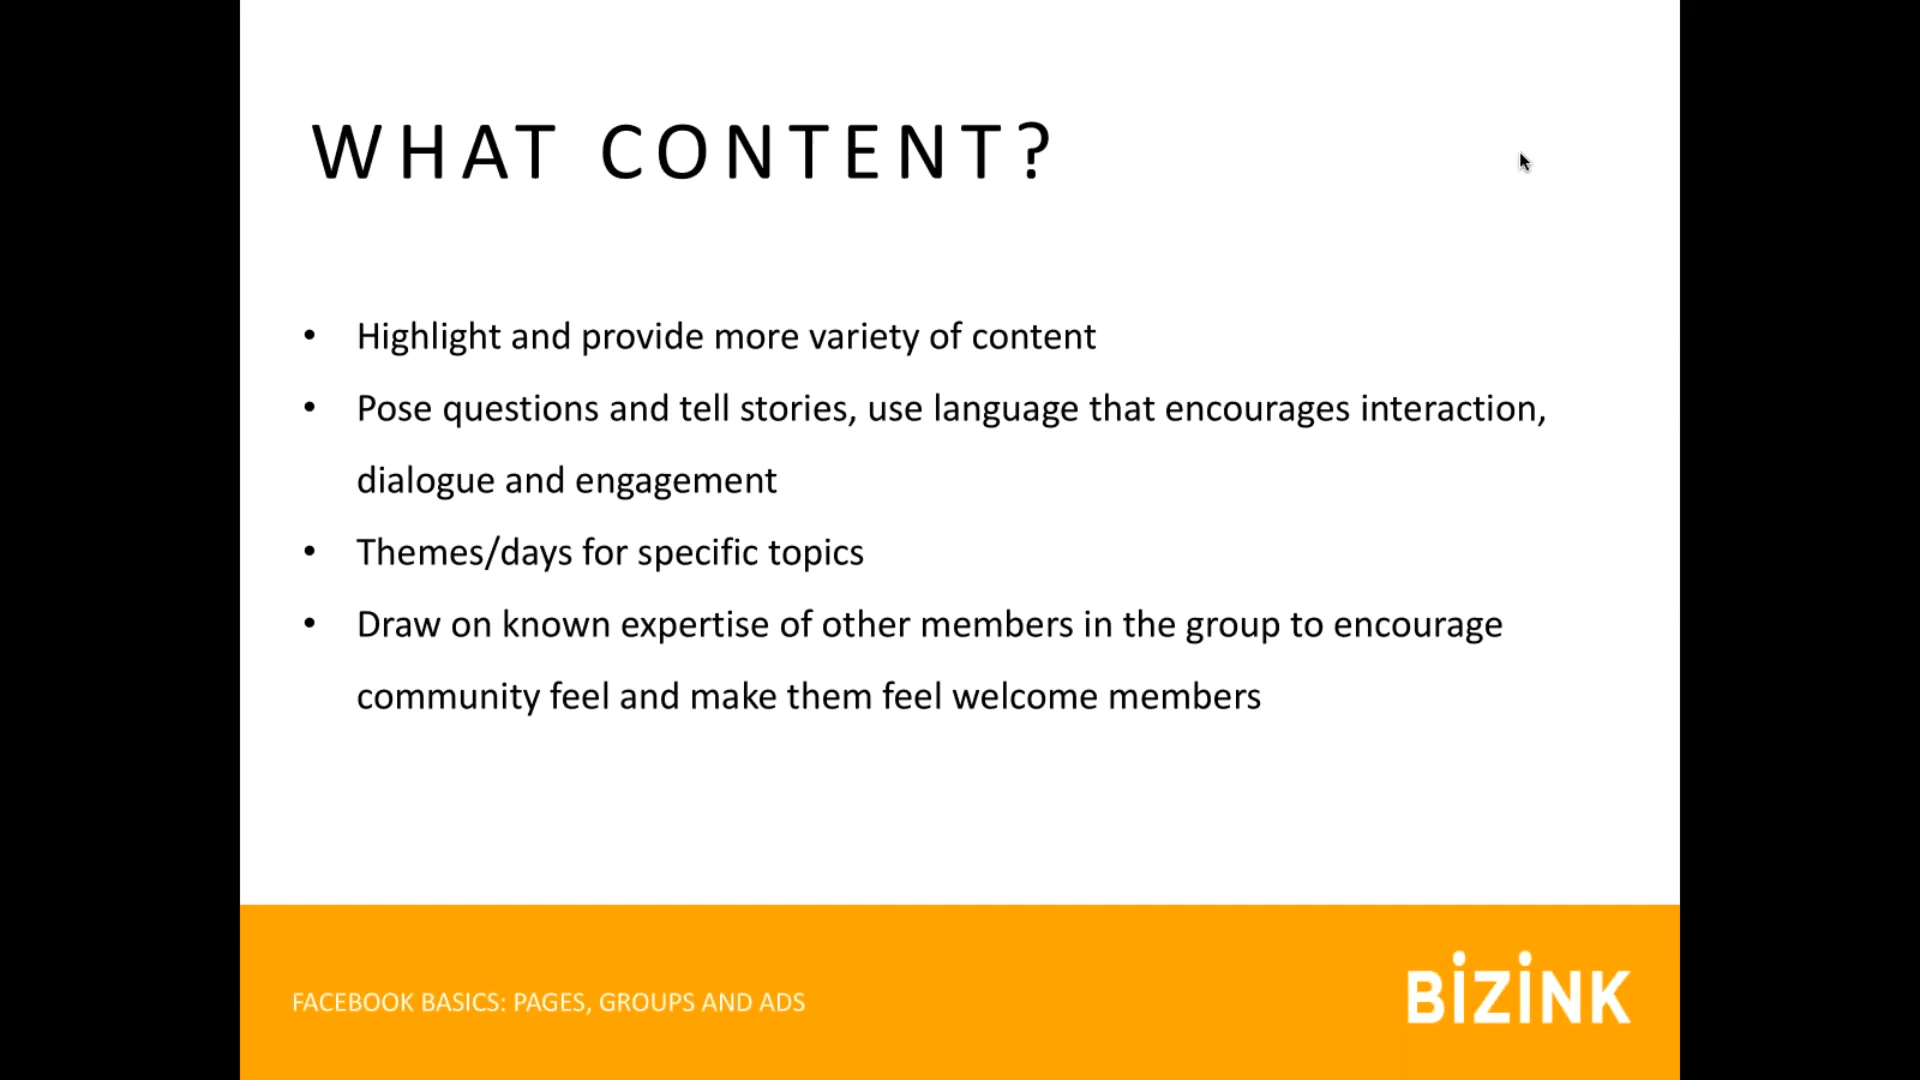 WHAT CONTENT?
• Highlight and provide more variety of content
• Pose questions and tell stories, use language that encourages interaction,
dialogue and engagement
• Themes/days for specific topics
• Draw on known expertise of other members in the group to encourage
community feel and make them feel welcome members
FACEBOOK BASICS: PAGES, GROUPS AND ADS
BiZiNK